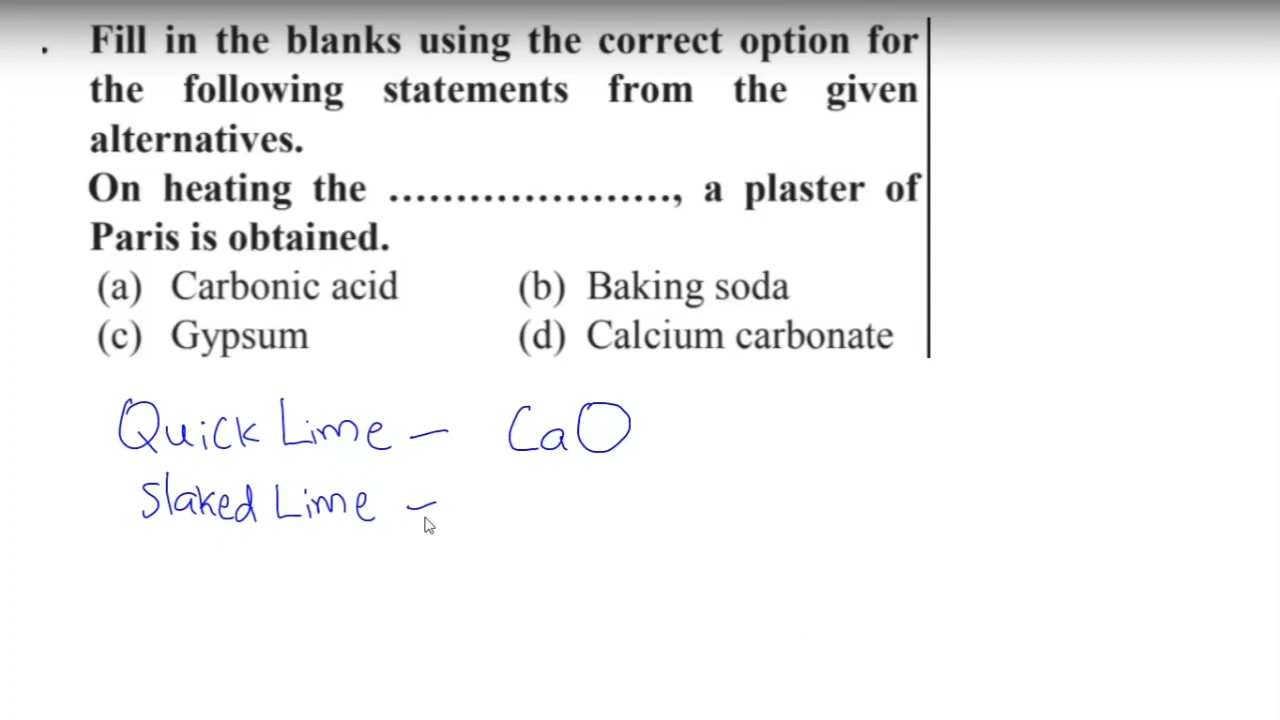 . Fill in the blanks using the correct option for
the following statements from the given
alternatives.
On heating the ....................., a plaster of
Paris is obtained.
(a) Carbonic acid (b) Baking soda
(c) Gypsum (d) Calcium carbonate
Quick Lime – CaO
Slaked Lime –